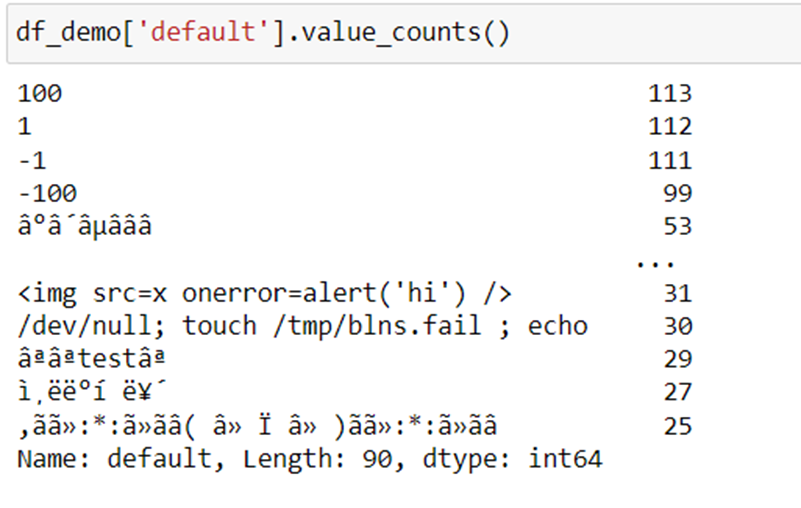 df_demo['default'].value_counts()
100 113
1 112
-1 111
-100 99
âºâ´âµâââ 53
...
<img src=x onerror=alert('hi') /> 31
/dev/null; touch /tmp/blns.fail ; echo 30
âªâªtestâª 29
ì¸ëëºí ë¥´ 27
,ãã»:*:ã»ãâ( â» Ï â» )ãã»:*:ã»ãâ 25
Name: default, Length: 90, dtype: int64